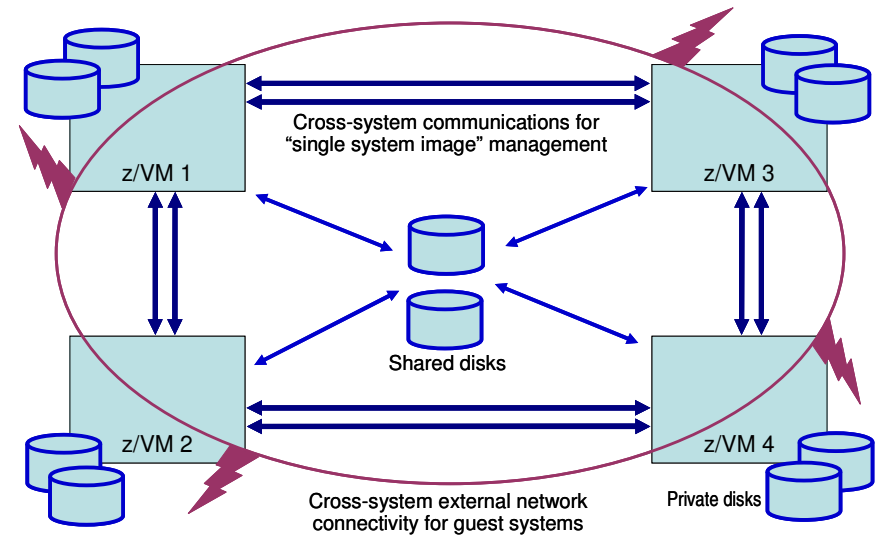 Cross-system communications for
“single system image” management
z/VM 1
z/VM 3
Shared disks
z/VM 2
z/VM 4
Cross-system external network
connectivity for guest systems
Private disks